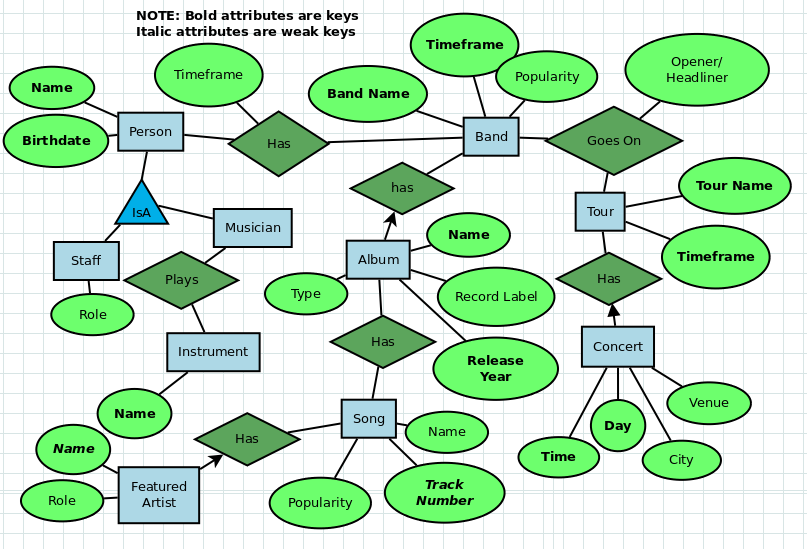 NOTE: Bold attributes are keys
Italic attributes are weak keys
Name
Timeframe
Timeframe
Band Name
Popularity
Opener/
Headliner
Birthdate
Person
Has
Band
Goes On
IsA
has
Tour Name
Tour
Musician
Name
Timeframe
Staff
Plays
Album
Type
Record Label
Has
Role
Instrument
Has
Concert
Release
Year
Name
Venue
Song
Name
Day
Has
Name
Time
City
Role
Featured
Artist
Popularity
Track
Number